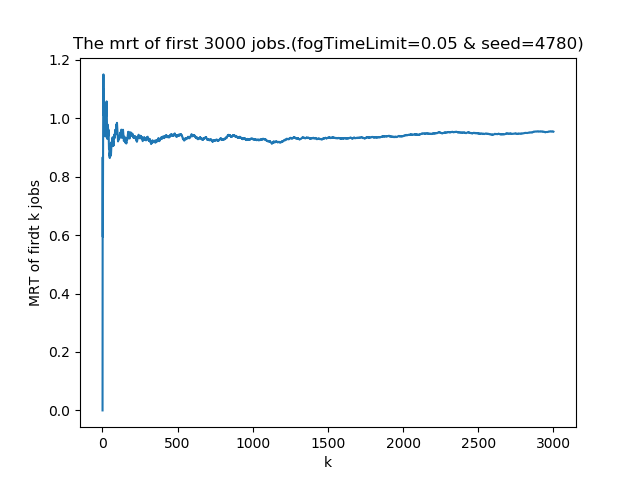 The mrt of first 3000 jobs.(fogTimeLimit=0.05 & seed=4780)
1.2
1.0
0.8
0.6
0.4
0.2
0.0
MRT of firdt k jobs
0 500 1000 1500 2000 2500 3000
k